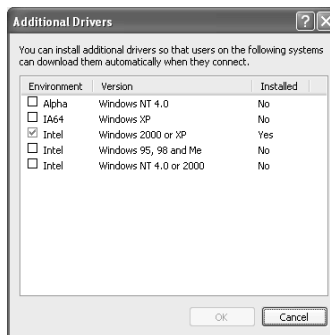 Additional Drivers
You can install additional drivers so that users on the following systems
can download them automatically when they connect.
Environment Version Installed
Alpha Windows NT 4.0 No
IA64 Windows XP No
Intel Windows 2000 or XP Yes
Intel Windows 95, 98 and Me No
Intel Windows NT 4.0 or 2000 No
OK Cancel